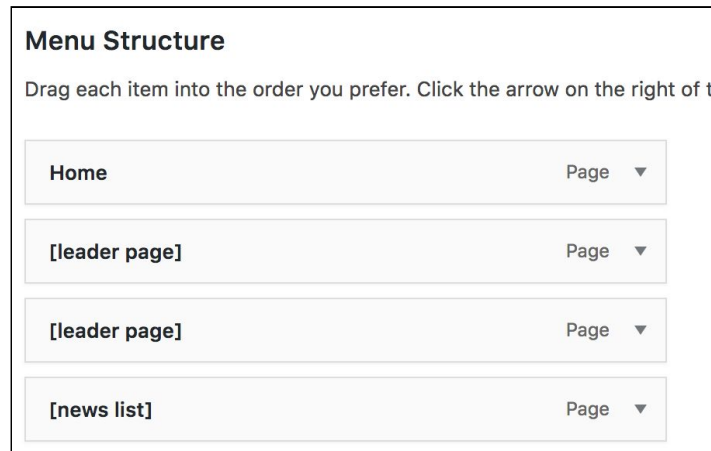 Menu Structure
Drag each item into the order you prefer. Click the arrow on the right of
Home Page
[leader page] Page
[leader page] Page
[news list] Page